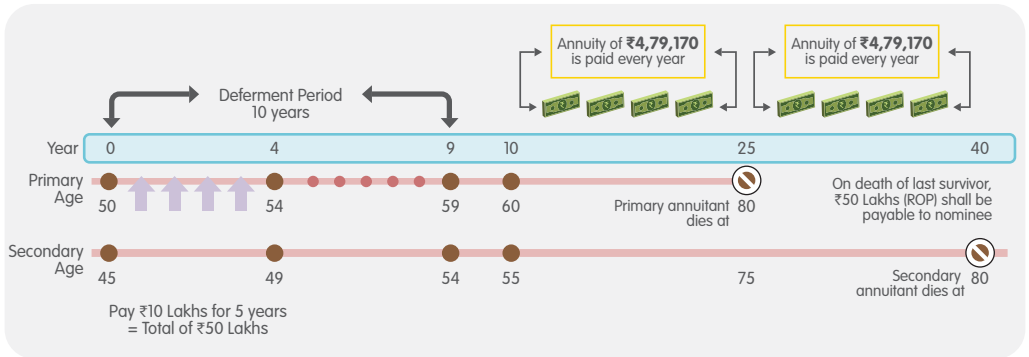 Annuity of ₹4,79,170
is paid every year
Annuity of ₹4,79,170
is paid every year
Deferment Period
10 years
Year 0 4 9 10 25 40
Primary
Age
50 54 59 60 80
Primary annuitant
dies at
On death of last survivor,
₹50 Lakhs (ROP) shall be
payable to nominee
Secondary
Age
45 49 54 55 75 80
Secondary
annuitant dies at
Pay ₹10 Lakhs for 5 years
= Total of ₹50 Lakhs